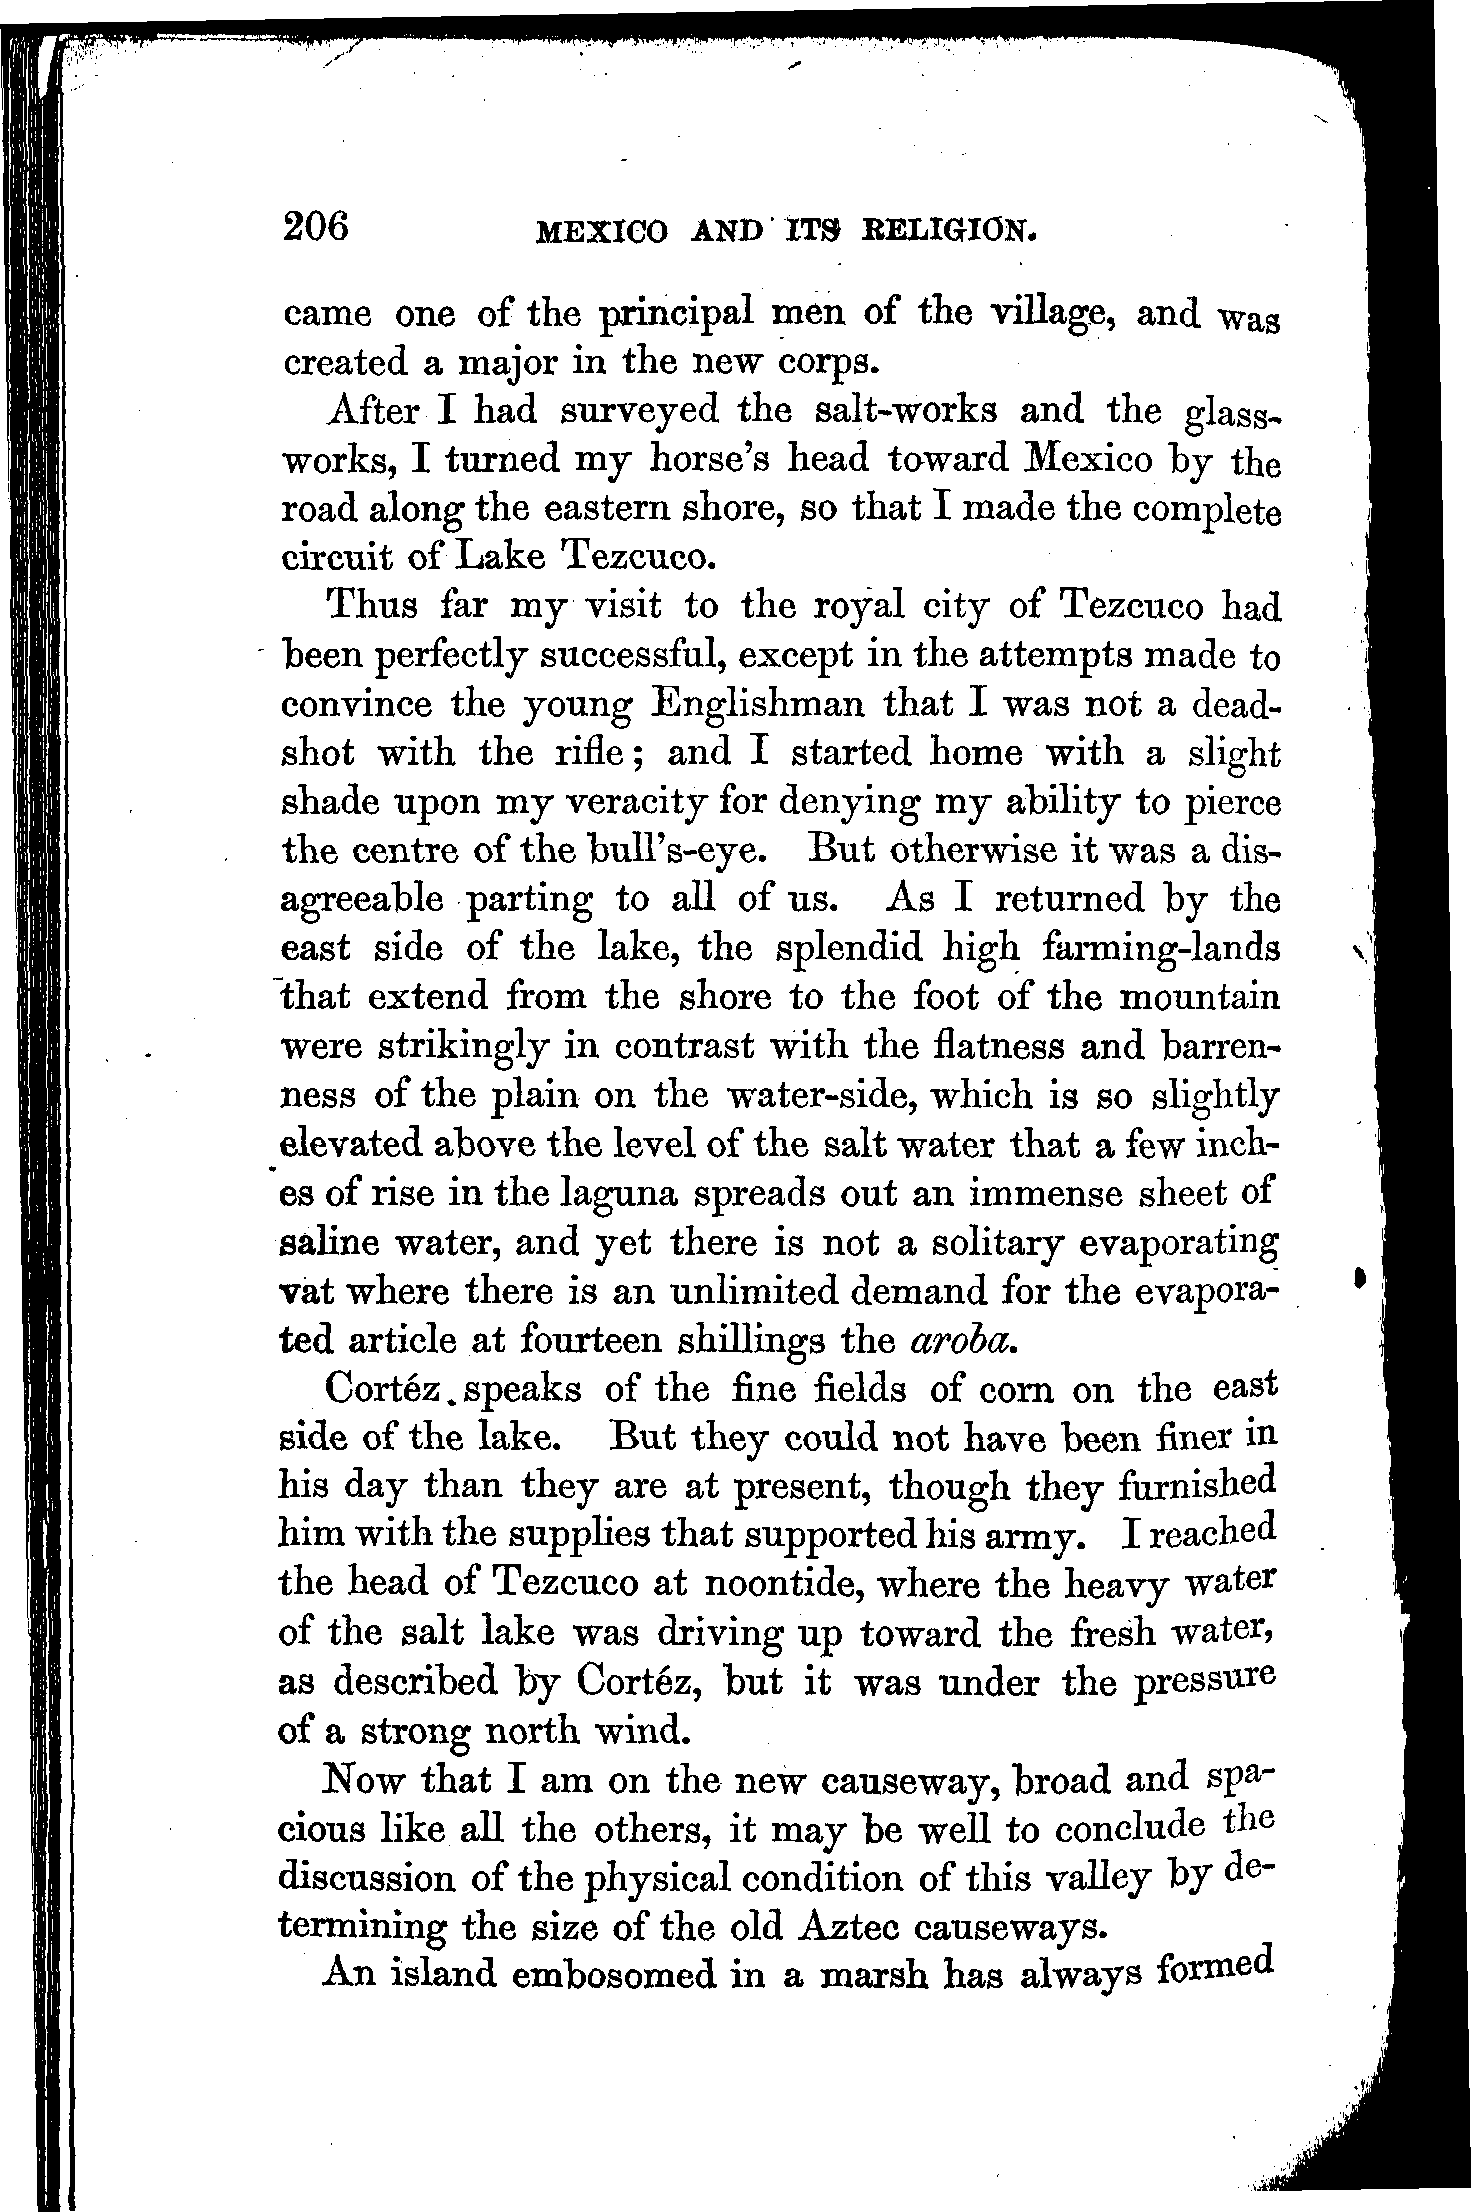 206 MEXICO AND ITS RELIGION.
came one of the principal men of the village, and was
created a major in the new corps.
After I had surveyed the salt-works and the glass-
works, I turned my horse's head toward Mexico by the
road along the eastern shore, so that I made the complete
circuit of Lake Tezcuco.
Thus far my visit to the royal city of Tezcuco had
been perfectly successful, except in the attempts made to
convince the young Englishman that I was not a dead-
shot with the rifle; and I started home with a slight
shade upon my veracity for denying my ability to pierce
the centre of the bull's-eye. But otherwise it was a dis-
agreeable parting to all of us. As I returned by the
east side of the lake, the splendid high farming-lands
that extend from the shore to the foot of the mountain
were strikingly in contrast with the flatness and barren-
ness of the plain on the water-side, which is so slightly
elevated above the level of the salt water that a few inch-
es of rise in the laguna spreads out an immense sheet of
saline water, and yet there is not a solitary evaporating
vat where there is an unlimited demand for the evapora-
ted article at fourteen shillings the aroba.
Cortéz speaks of the fine fields of corn on the east
side of the lake. But they could not have been finer in
his day than they are at present, though they furnished
him with the supplies that supported his army. I reached
the head of Tezcuco at noontide, where the heavy water
of the salt lake was driving up toward the fresh water,
as described by Cortéz, but it was under the pressure
of a strong north wind.
Now that I am on the new causeway, broad and spa-
cious like all the others, it may be well to conclude the
discussion of the physical condition of this valley by de-
termining the size of the old Aztec causeways.
An island embosomed in a marsh has always formed